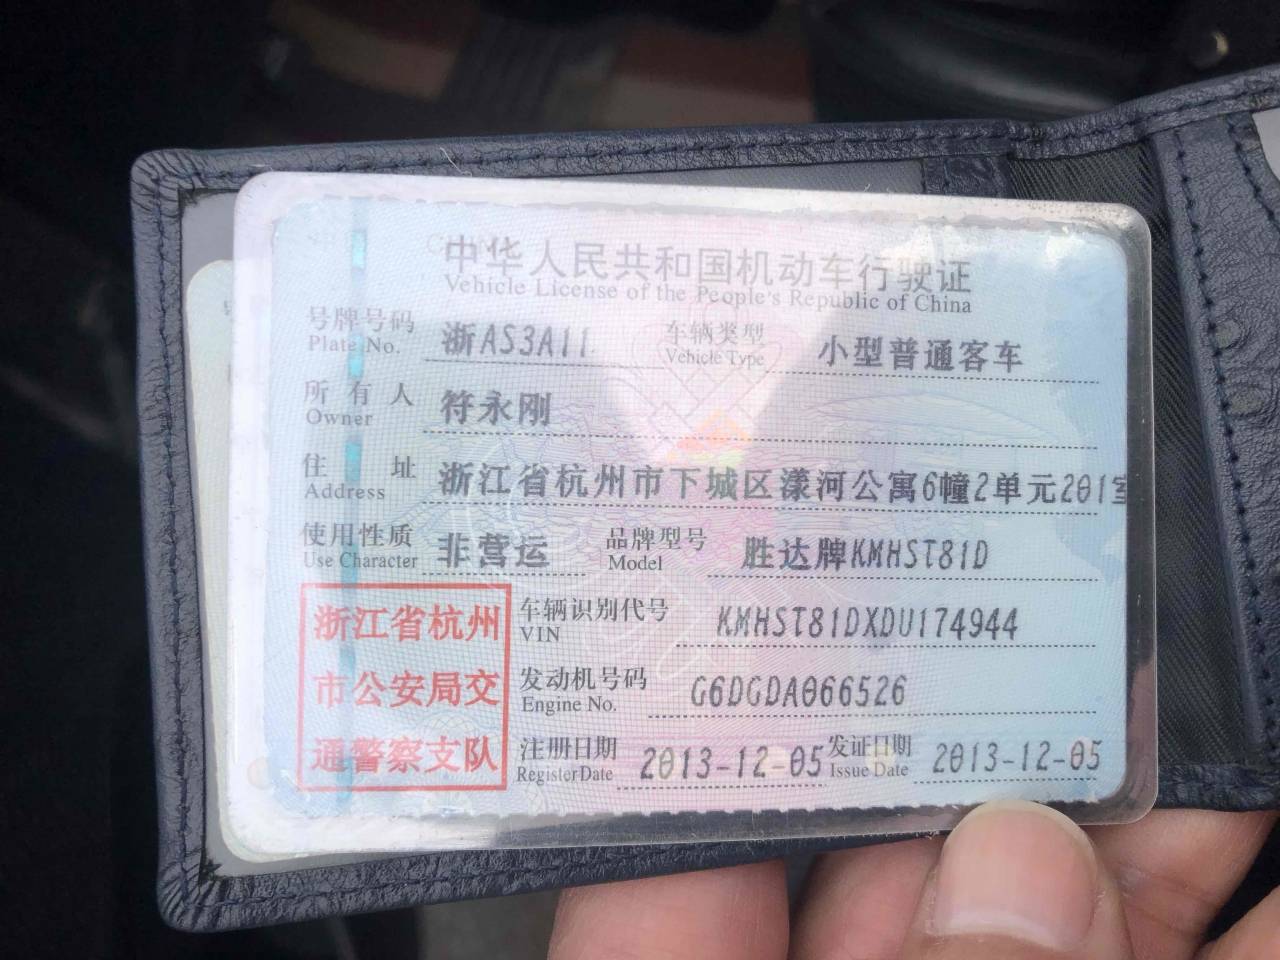 中华人民共和国机动车行驶证
Vehicle License of the People's Republic of China
号牌号码 浙AS3A11 车辆类型 小型普通客车
Plate No. Vehicle Type
所有人 符永刚
Owner
住址 浙江省杭州市下城区漾河公寓6幢2单元201室
Address
使用性质 非营运 品牌型号 胜达牌KMHST81D
Use Character Model
浙江省杭州 车辆识别代号 KMHST81DXDU174944
VIN
市公安局交 发动机号码 G6DGDA066526
Engine No.
通警察支队 注册日期 2013-12-05 发证日期 2013-12-05
Register Date Issue Date